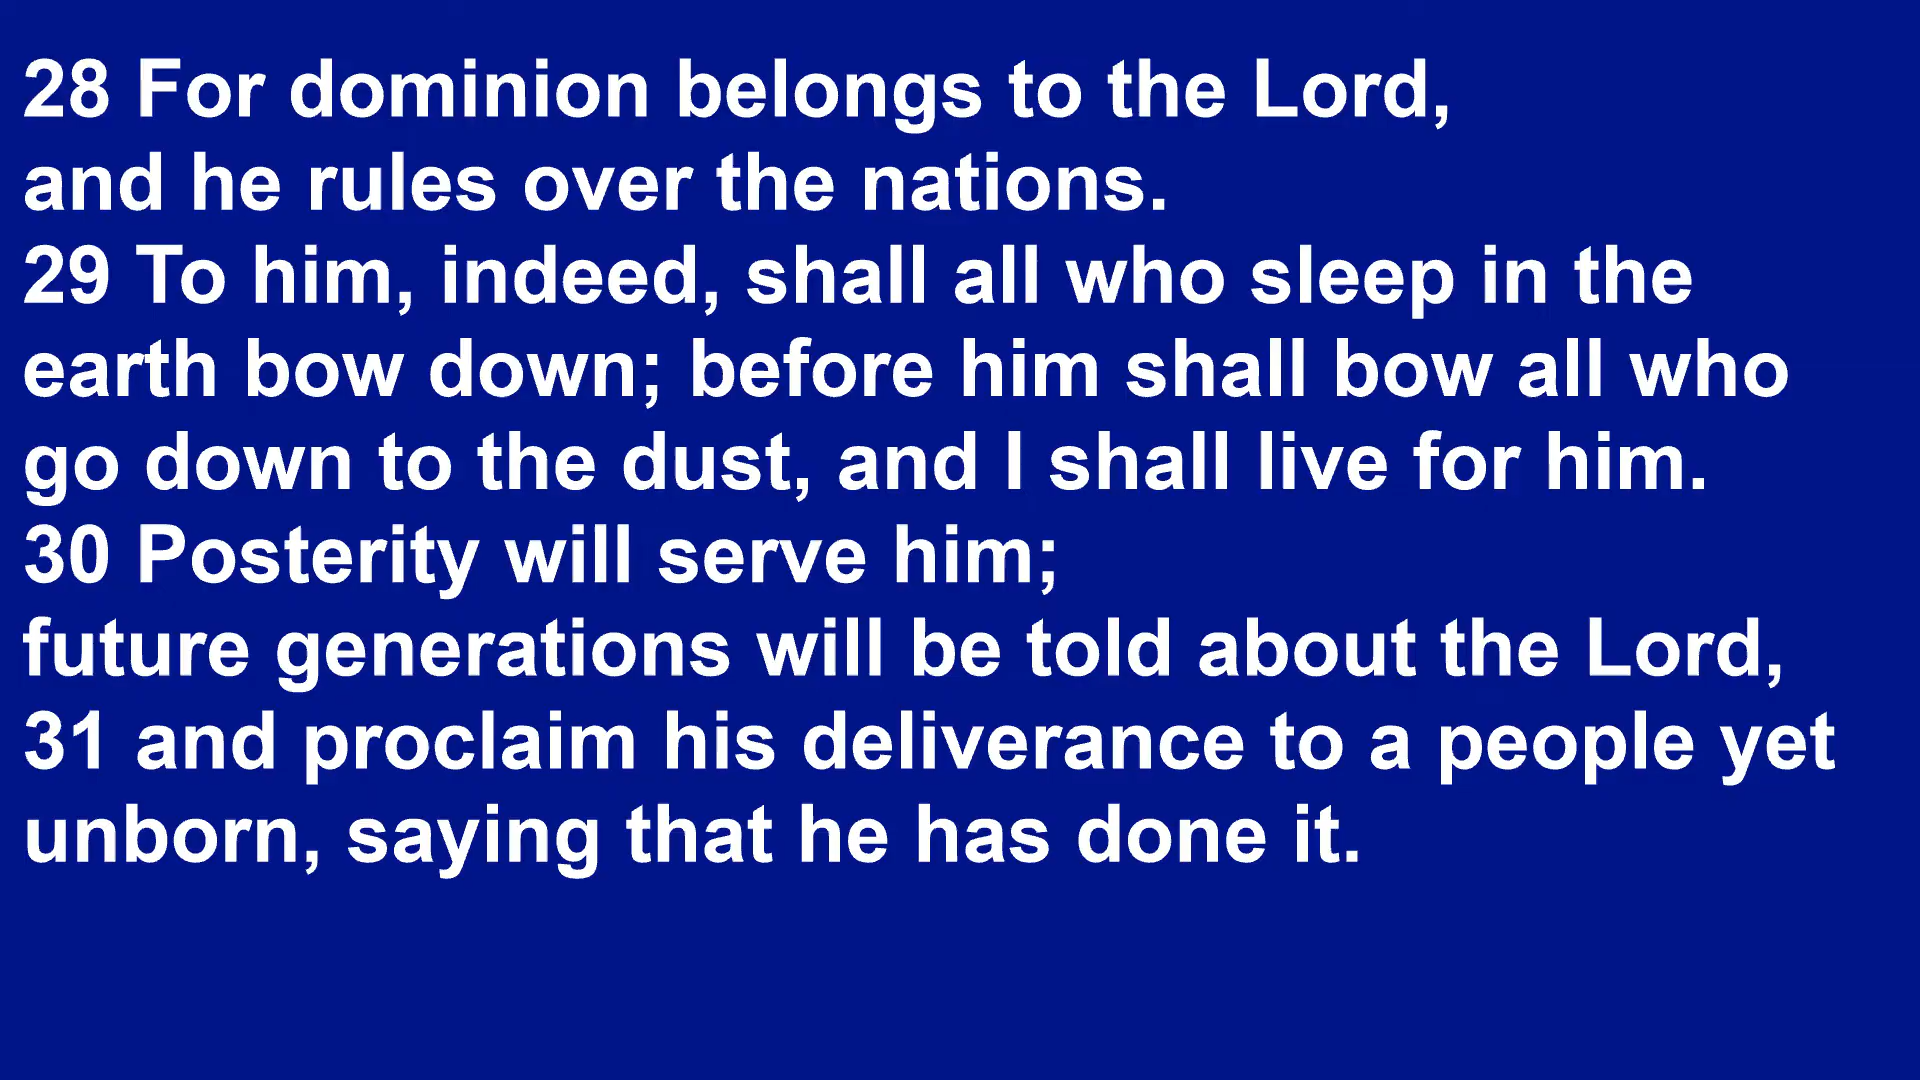 28 For dominion belongs to the Lord,
and he rules over the nations.
29 To him, indeed, shall all who sleep in the
earth bow down; before him shall bow all who
go down to the dust, and I shall live for him.
30 Posterity will serve him;
future generations will be told about the Lord,
31 and proclaim his deliverance to a people yet
unborn, saying that he has done it.